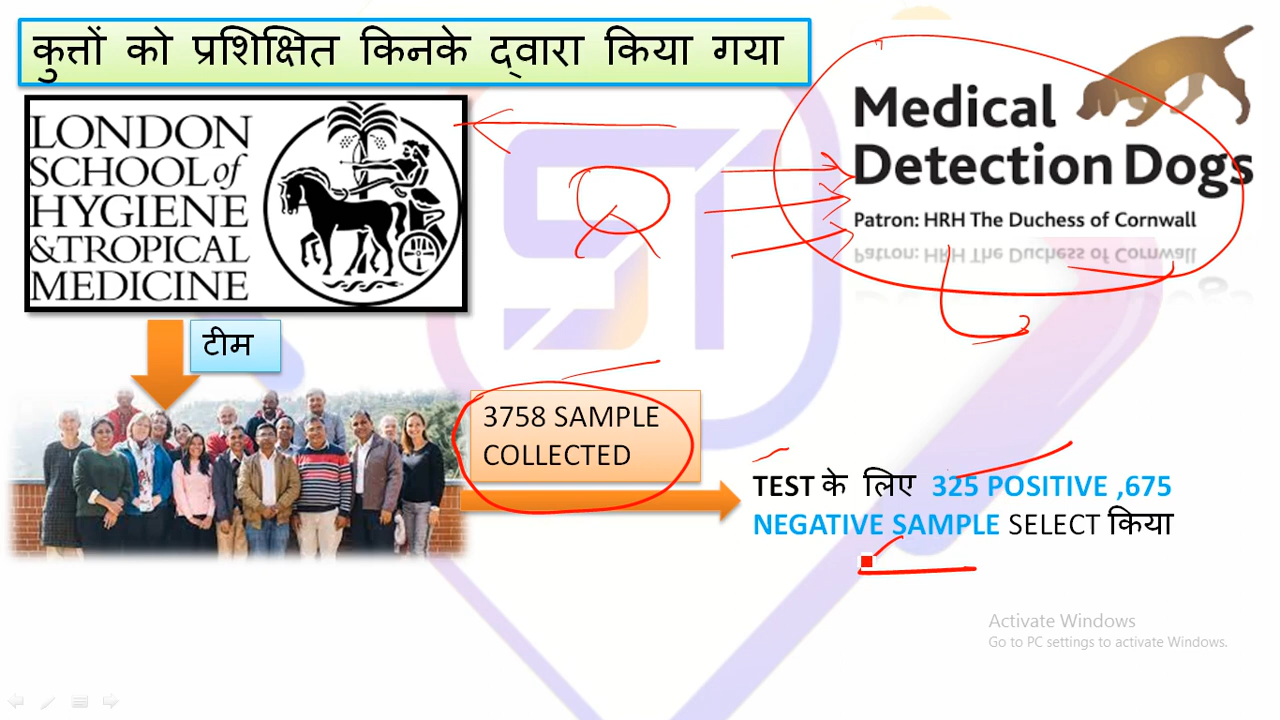 कुत्तों को प्रशिक्षित किनके द्वारा किया गया
LONDON
SCHOOL of
HYGIENE
& TROPICAL
MEDICINE
Medical
Detection Dogs
Patron: HRH The Duchess of Cornwall
टीम
3758 SAMPLE
COLLECTED
TEST के लिए 325 POSITIVE ,675
NEGATIVE SAMPLE SELECT किया
Activate Windows
Go to PC settings to activate Windows.